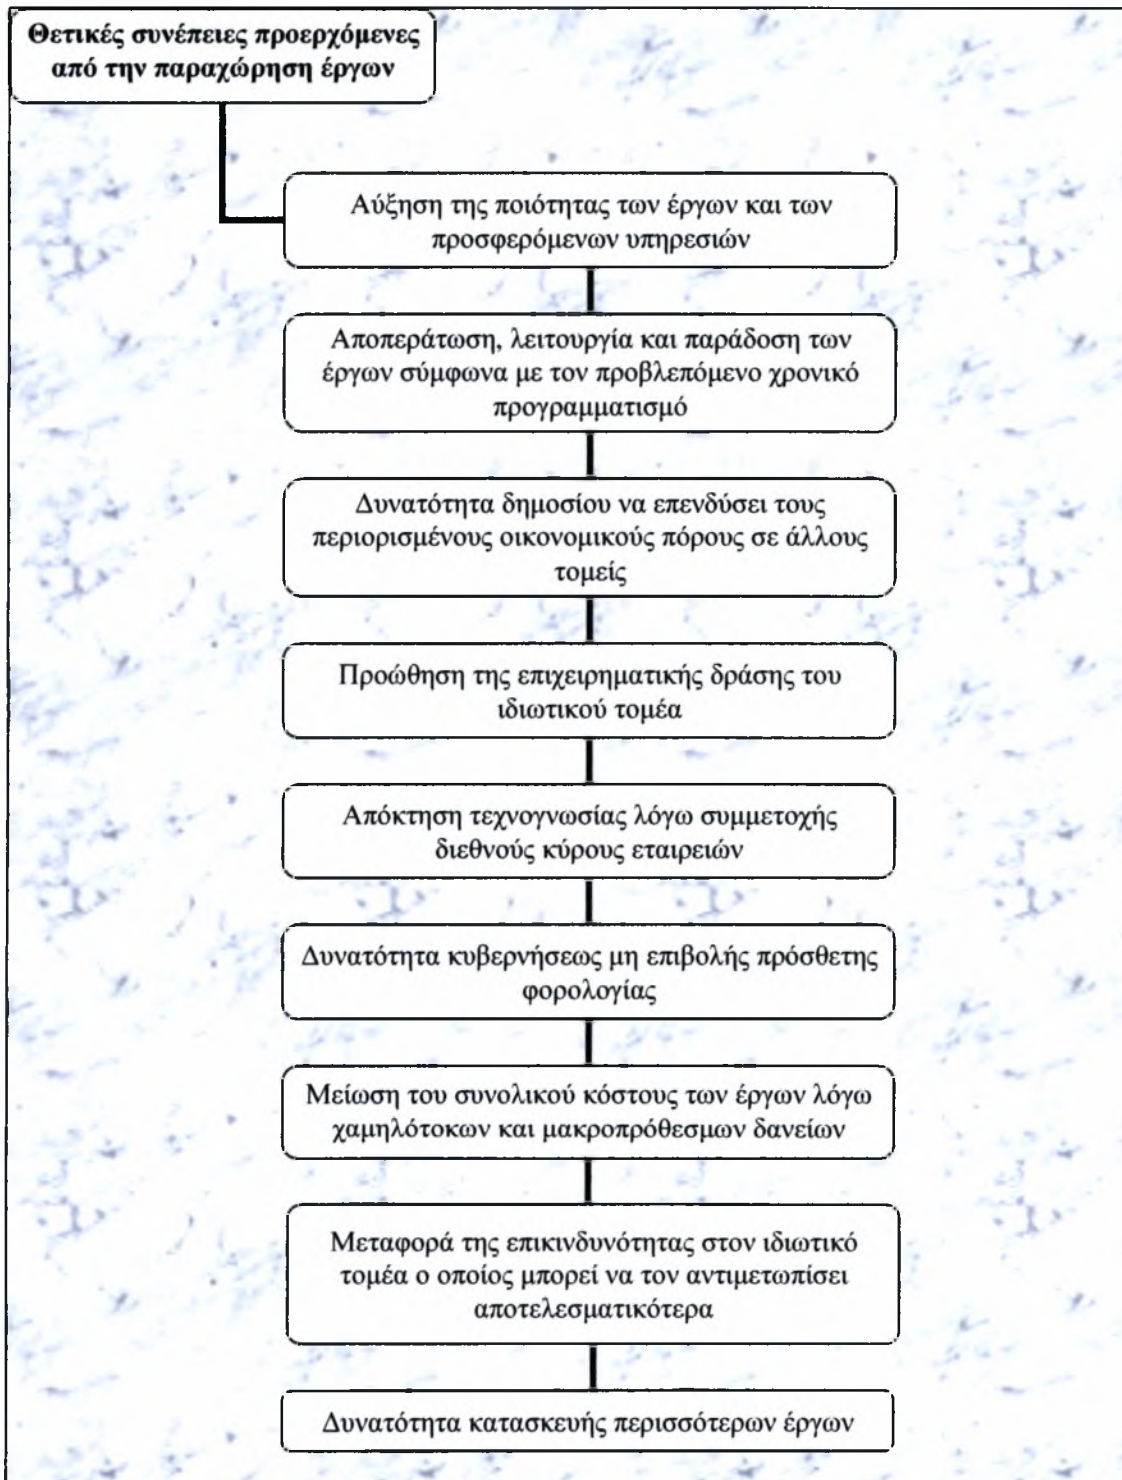 Θετικές συνέπειες προερχόμενες
από την παραχώρηση έργων
Αύξηση της ποιότητας των έργων και των
προσφερόμενων υπηρεσιών
Αποπεράτωση, λειτουργία και παράδοση των
έργων σύμφωνα με τον προβλεπόμενο χρονικό
προγραμματισμό
Δυνατότητα δημοσίου να επενδύσει τους
περιορισμένους οικονομικούς πόρους σε άλλους
τομείς
Προώθηση της επιχειρηματικής δράσης του
ιδιωτικού τομέα
Απόκτηση τεχνογνωσίας λόγω συμμετοχής
διεθνούς κύρους εταιρειών
Δυνατότητα κυβερνήσεως μη επιβολής πρόσθετης
φορολογίας
Μείωση του συνολικού κόστους των έργων λόγω
χαμηλότοκων και μακροπρόθεσμων δανείων
Μεταφορά της επικινδυνότητας στον ιδιωτικό
τομέα ο οποίος μπορεί να τον αντιμετωπίσει
αποτελεσματικότερα
Δυνατότητα κατασκευής περισσότερων έργων